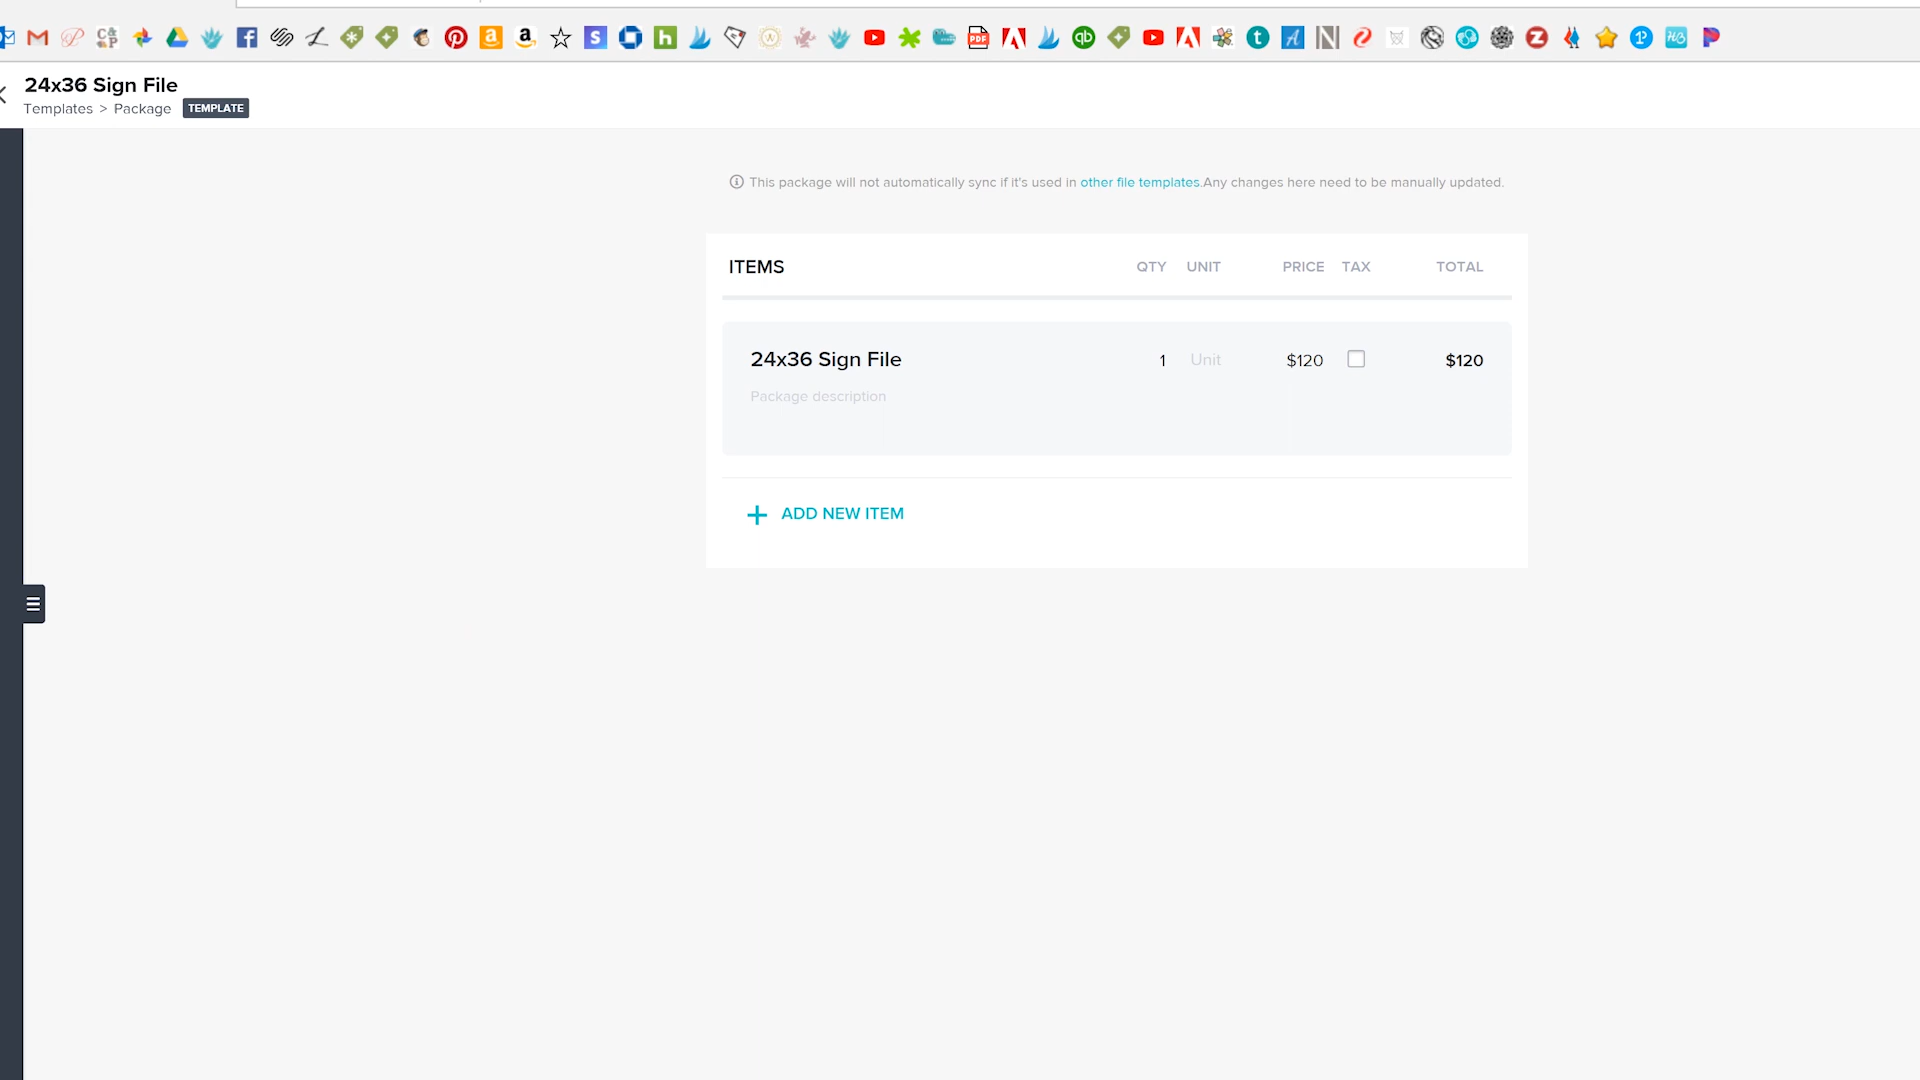 24x36 Sign File
Templates > Package TEMPLATE
This package will not automatically sync if it's used in other file templates.Any changes here need to be manually updated.
ITEMS QTY UNIT PRICE TAX TOTAL
24x36 Sign File 1 Unit $120 $120
Package description
ADD NEW ITEM